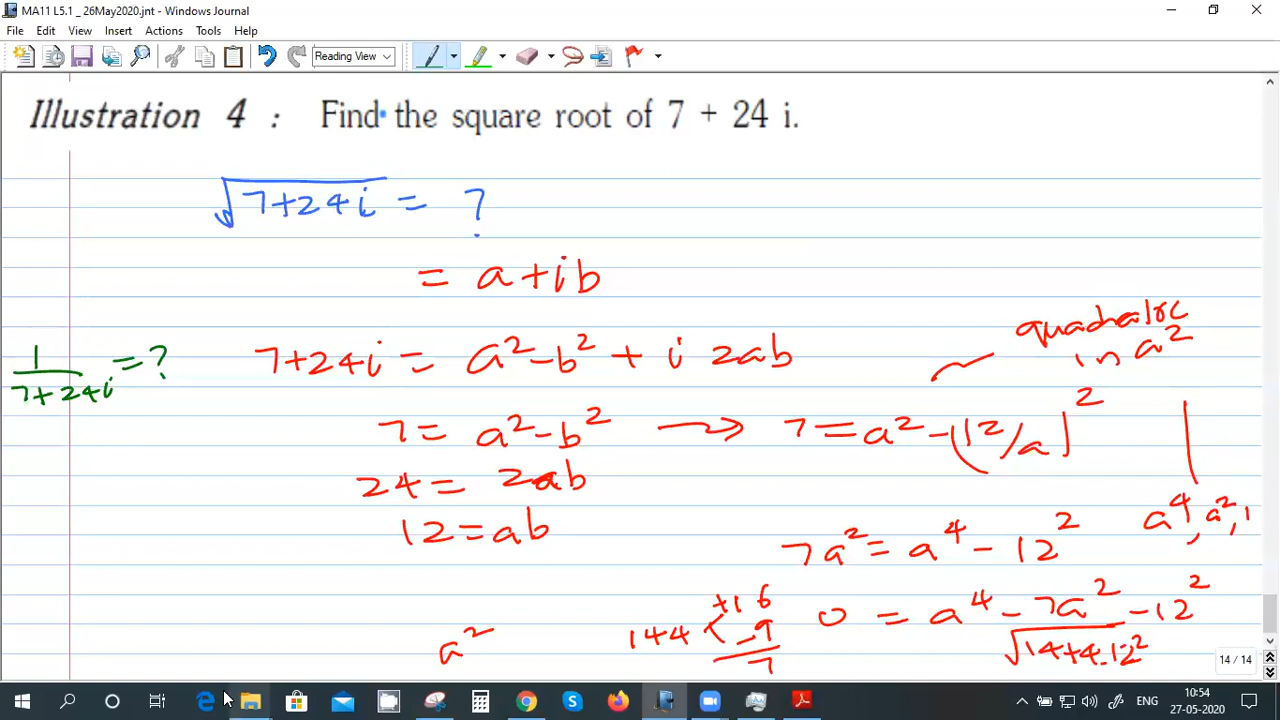 MA11 L5.1 _ 26May2020.jnt - Windows Journal
File Edit View Insert Actions Tools Help
Reading View
Illustration 4 : Find the square root of 7 + 24 i.
√(7+24i) = ?
= a+ib
quadratic
in a²
1/(7+24i) = ?
7+24i = a²-b² + i 2ab
7 = a²-b² → 7 = a²-(12/a)²
24 = 2ab
12 = ab
a⁴, a², 1
7a² = a⁴ - 12²
+16
144 < -9
7
0 = a⁴ - 7a² - 12²
√(14+4.12²)
a²
14 / 14
ENG
10:54
27-05-2020